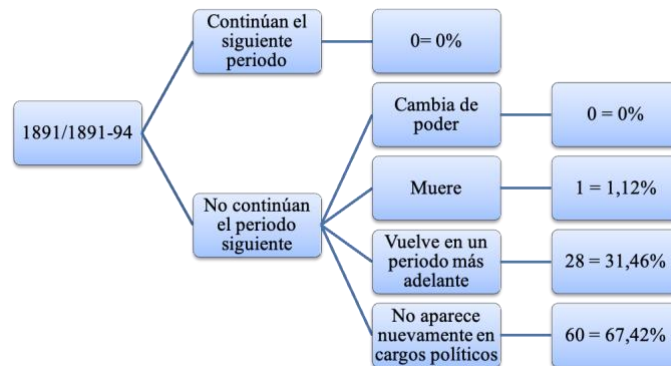 Continúan el
siguiente
periodo
0= 0%
1891/1891-94
No continúan
el periodo
siguiente
Cambia de
poder
0 = 0%
Muere
1 = 1,12%
Vuelve en un
periodo más
adelante
28 = 31,46%
No aparece
nuevamente en
cargos políticos
60 = 67,42%